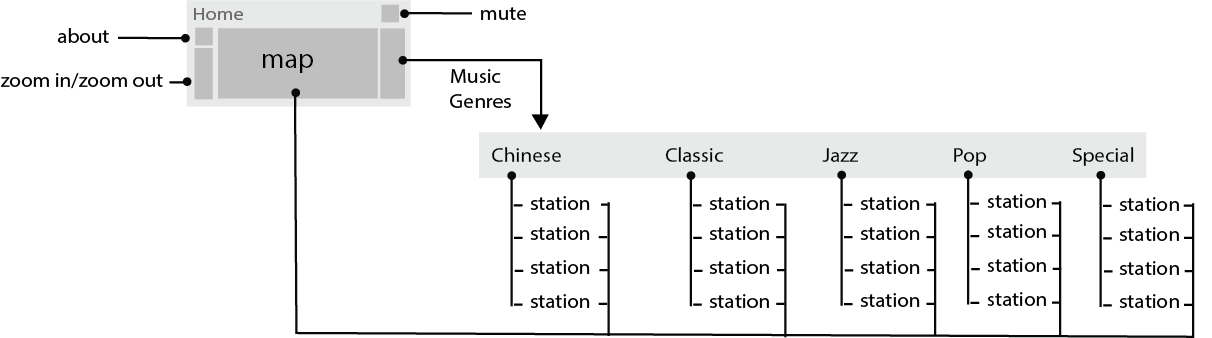 Home
mute
about
map
zoom in/zoom out
Music
Genres
Chinese Classic Jazz Pop Special
station station station station station
station station station station station
station station station station station
station station station station station